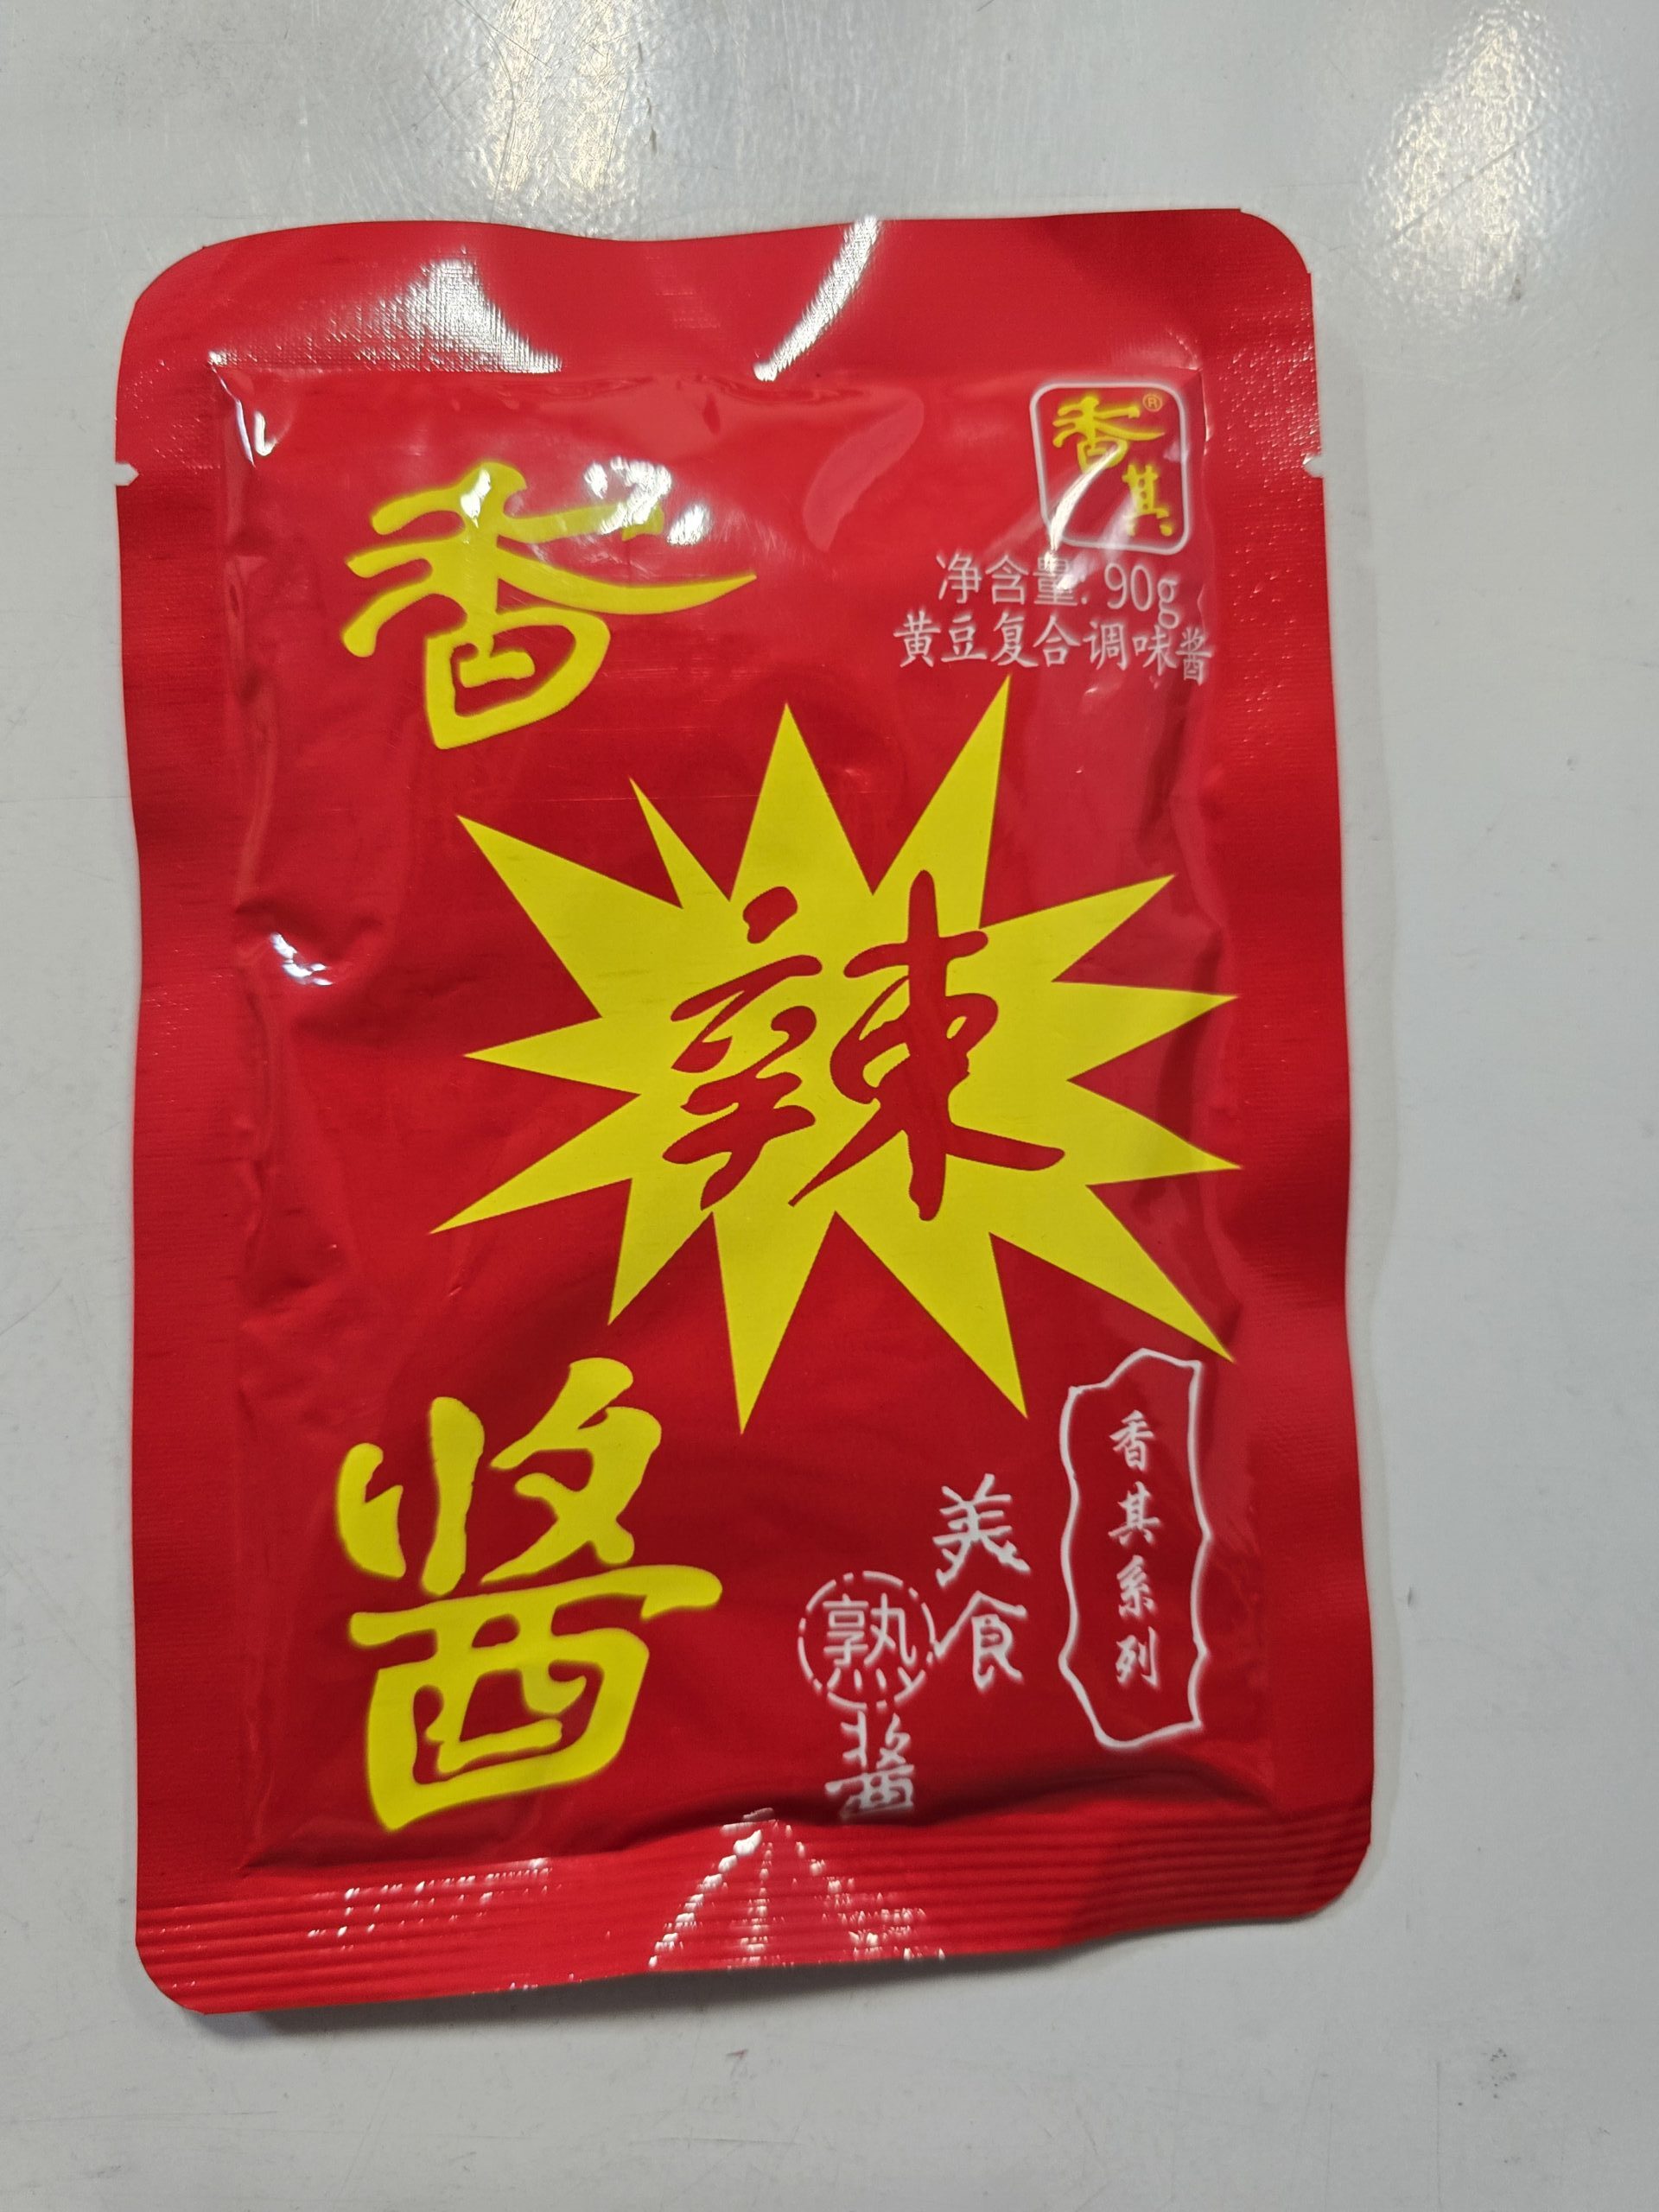 香其®
净含量: 90g
黄豆复合调味酱
香
辣
酱
香其系列
美食
熟酱